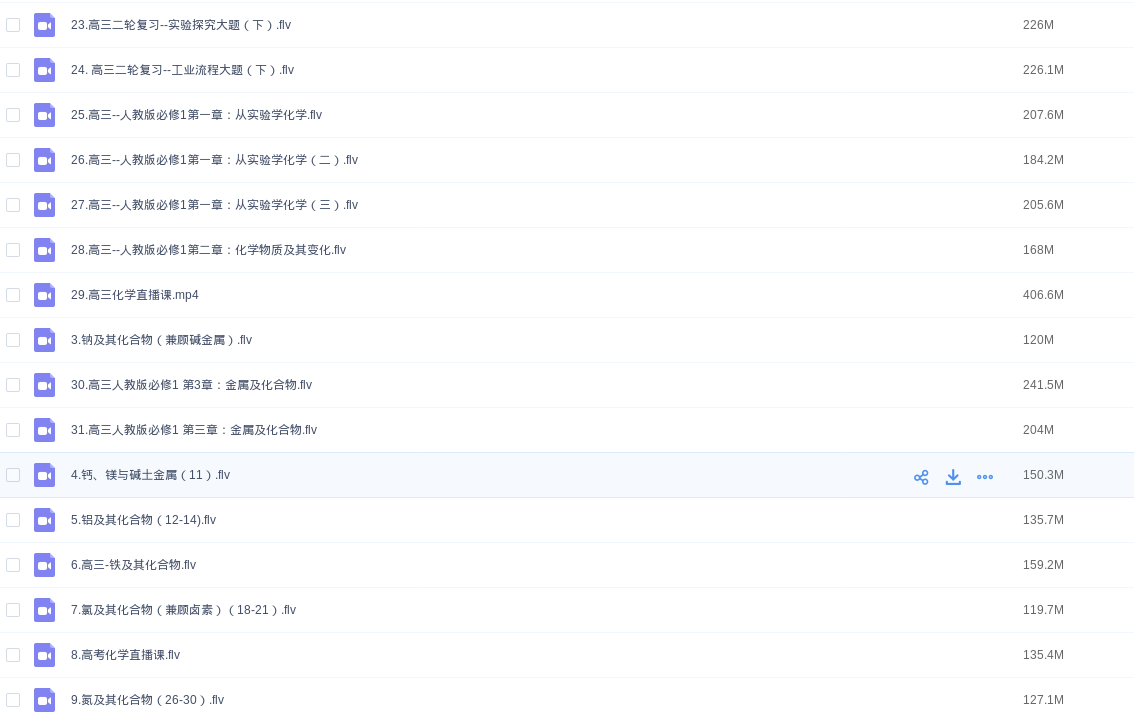 23.高三二轮复习--实验探究大题（下）.flv 226M
24. 高三二轮复习--工业流程大题（下）.flv 226.1M
25.高三--人教版必修1第一章：从实验学化学.flv 207.6M
26.高三--人教版必修1第一章：从实验学化学（二）.flv 184.2M
27.高三--人教版必修1第一章：从实验学化学（三）.flv 205.6M
28.高三--人教版必修1第二章：化学物质及其变化.flv 168M
29.高三化学直播课.mp4 406.6M
3.钠及其化合物（兼顾碱金属）.flv 120M
30.高三人教版必修1 第3章：金属及化合物.flv 241.5M
31.高三人教版必修1 第三章：金属及化合物.flv 204M
4.钙、镁与碱土金属（11）.flv 150.3M
5.铝及其化合物（12-14).flv 135.7M
6.高三-铁及其化合物.flv 159.2M
7.氯及其化合物（兼顾卤素）（18-21）.flv 119.7M
8.高考化学直播课.flv 135.4M
9.氮及其化合物（26-30）.flv 127.1M